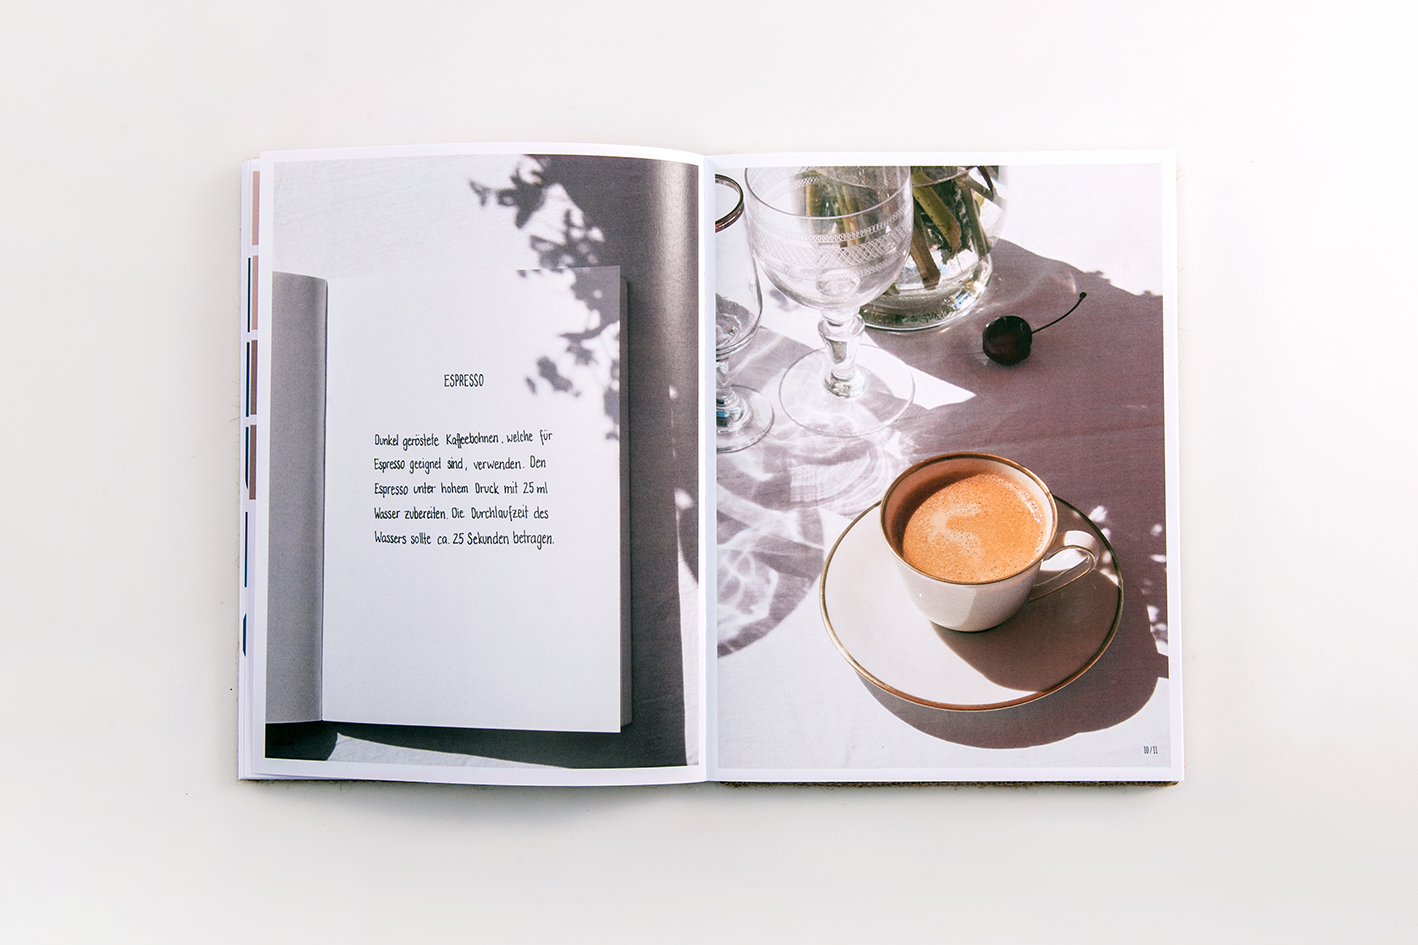 ESPRESSO
Dunkel geröstete Kaffeebohnen, welche für
Espresso geeignet sind, verwenden. Den
Espresso unter hohem Druck mit 25 ml
Wasser zubereiten. Die Durchlaufzeit des
Wassers sollte ca. 25 Sekunden betragen.
10/11